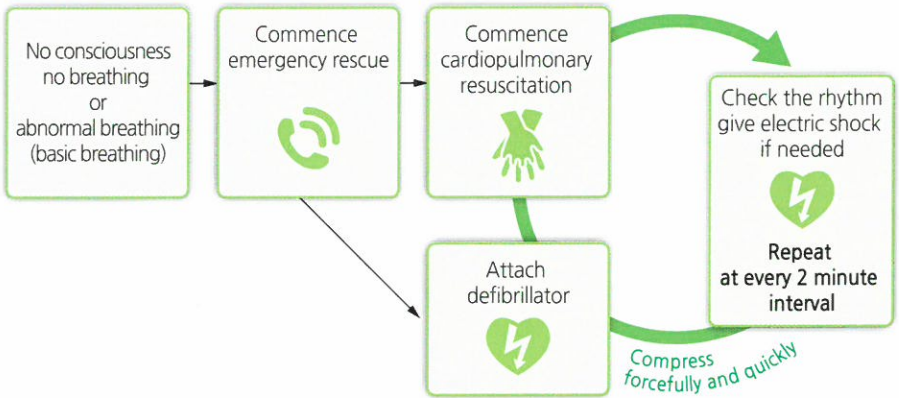 No consciousness
no breathing
or
abnormal breathing
(basic breathing)
Commence
emergency rescue
Commence
cardiopulmonary
resuscitation
Check the rhythm
give electric shock
if needed
Repeat
at every 2 minute
interval
Attach
defibrillator
Compress
forcefully and quickly